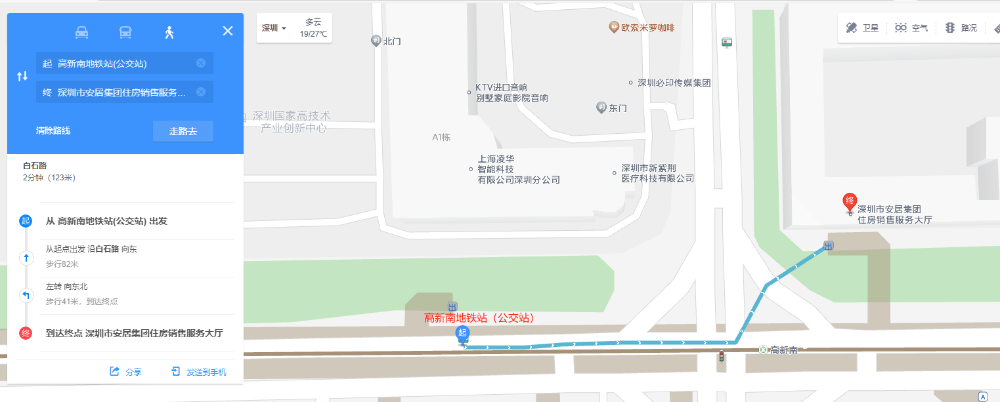 起 高新南地铁站(公交站)
终 深圳市安居集团住房销售服务...
清除路线
走路去
白石路
2分钟（123米）
起
从 高新南地铁站(公交站) 出发
从起点出发 沿白石路 向东
步行82米
左转 向东北
步行41米，到达终点
终
到达终点 深圳市安居集团住房销售服务大厅
分享
发送到手机
深圳
多云
19/27℃
卫星
空气
路况
北门
欧索米萝咖啡
KTV进口音响
别墅家庭影院音响
深圳必印传媒集团
东门
深圳国家高技术
产业创新中心
A1栋
上海凌华
智能科技
有限公司深圳分公司
深圳市新紫荆
医疗科技有限公司
终
深圳市安居集团
住房销售服务大厅
出
出
高新南地铁站（公交站）
起
高新南
A